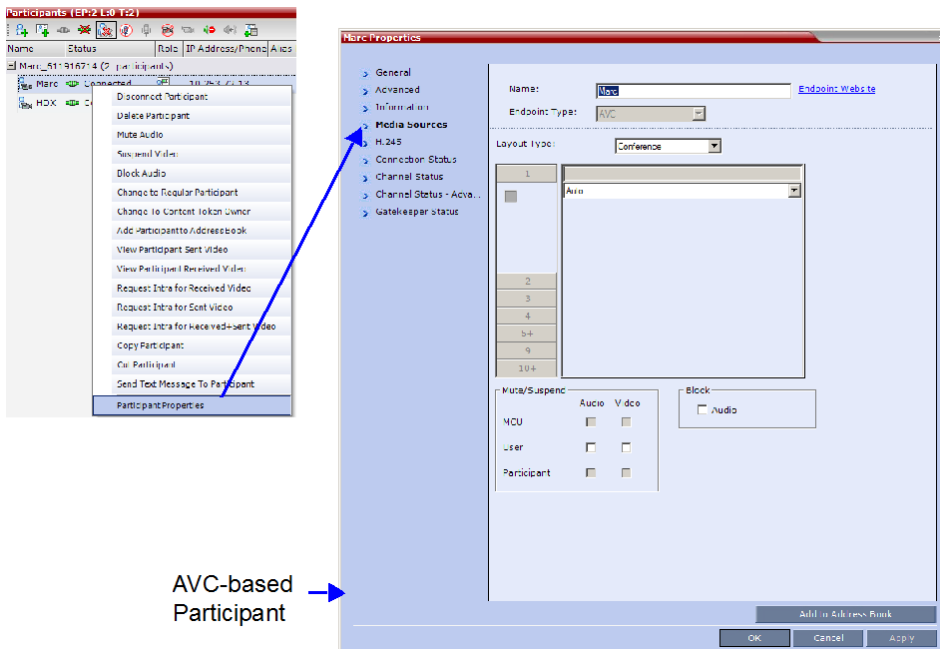 Participants (EP:2 L:0 T:2)
Name Status Role IP Address/Phone
Marc_511916714 (2 participants)
Marc Connected
HDX
Disconnect Participant
Delete Participant
Mute Audio
Suspend Video
Block Audio
Change to Regular Participant
Change To Content Token Owner
Add Participant to Address Book
View Participant Sent Video
View Participant Received Video
Request Intra for Received Video
Request Intra for Sent Video
Request Intra for Received+Sent Video
Copy Participant
Cut Participant
Send Text Message To Participant
Participant Properties
Marc Properties
General
Advanced
Information
Media Sources
H.245
Connection Status
Channel Status
Channel Status - Adva...
Gatekeeper Status
Name: Marc Endpoint Website
Endpoint Type: AVC
Layout Type: Conference
1
Auto
2
3
4
5+
9
10+
Mute/Suspend
Audio Video
MCU
User
Participant
Block
Audio
Add to Address Book
OK Cancel Apply
AVC-based
Participant